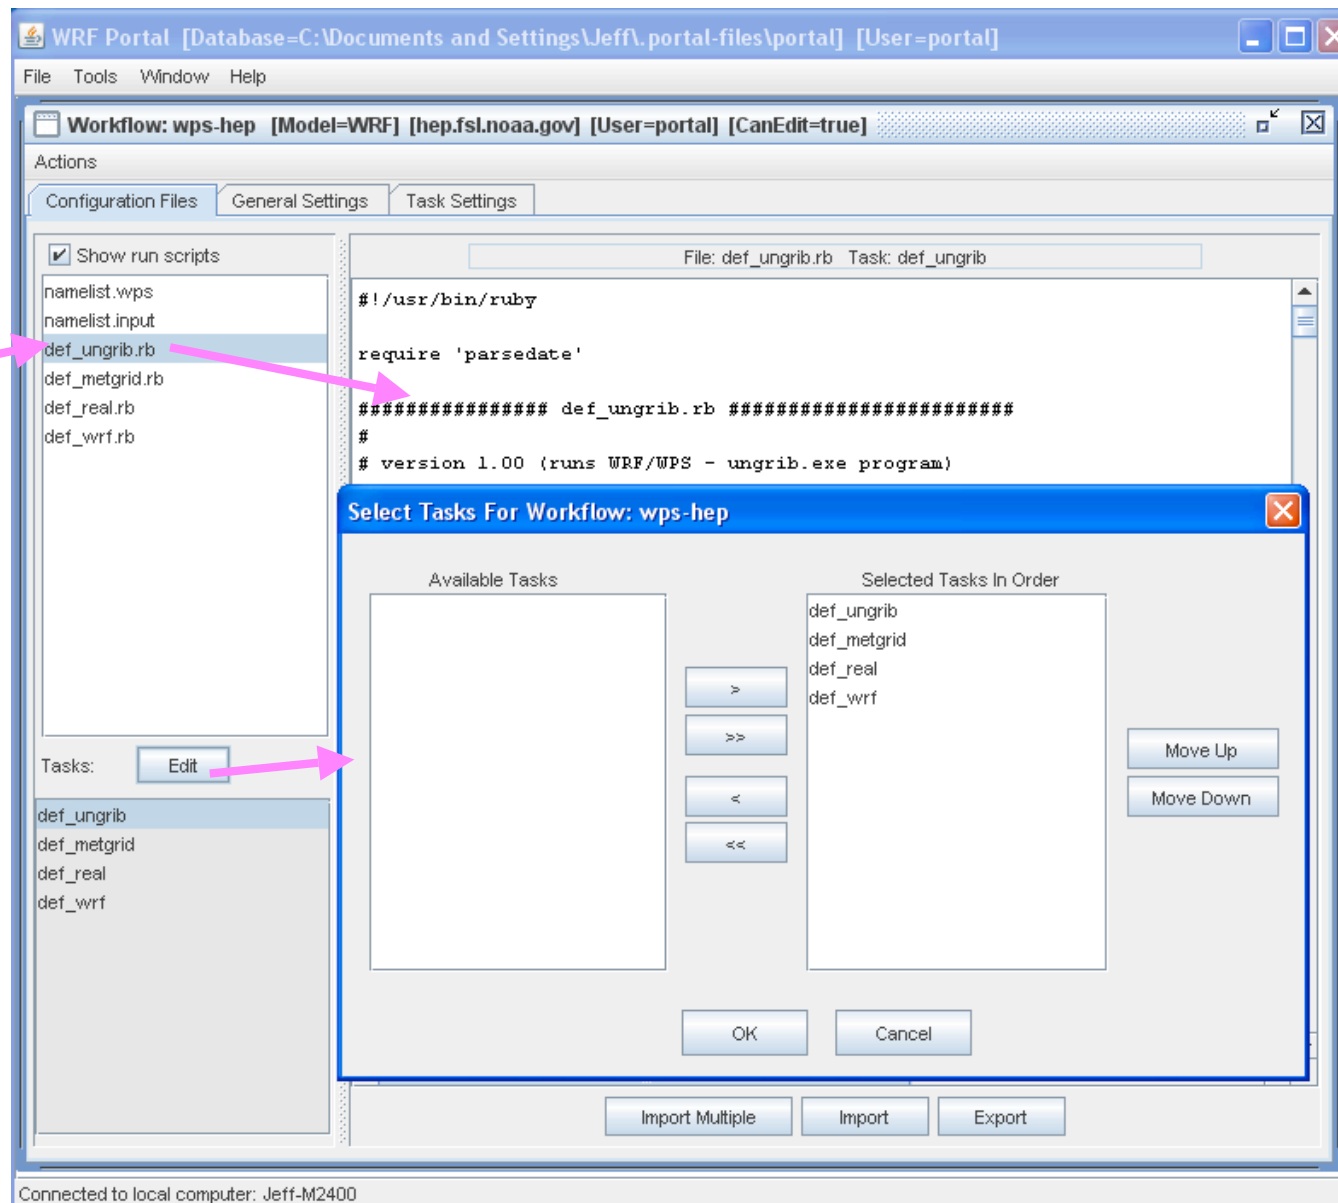 WRF Portal [Database=C:\Documents and Settings\Jeff\.portal-files\portal] [User=portal]
File Tools Window Help
Workflow: wps-hep [Model=WRF] [hep.fsl.noaa.gov] [User=portal] [CanEdit=true]
Actions
Configuration Files General Settings Task Settings
Show run scripts
namelist.wps
namelist.input
def_ungrib.rb
def_metgrid.rb
def_real.rb
def_wrf.rb
File: def_ungrib.rb Task: def_ungrib
#!/usr/bin/ruby
require 'parsedate'
################ def_ungrib.rb ########################
#
# version 1.00 (runs WRF/WPS - ungrib.exe program)
Tasks: Edit
def_ungrib
def_metgrid
def_real
def_wrf
Select Tasks For Workflow: wps-hep
Available Tasks
Selected Tasks In Order
def_ungrib
def_metgrid
def_real
def_wrf
>
>>
<
<<
Move Up
Move Down
OK Cancel
Import Multiple Import Export
Connected to local computer: Jeff-M2400